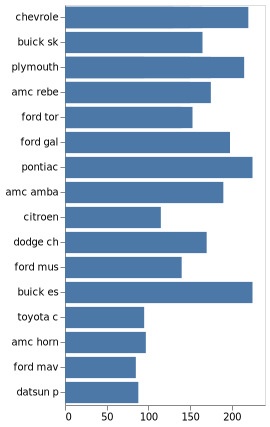 chevrole
buick sk
plymouth
amc rebe
ford tor
ford gal
pontiac
amc amba
citroen
dodge ch
ford mus
buick es
toyota c
amc horn
ford mav
datsun p
0 50 100 150 200